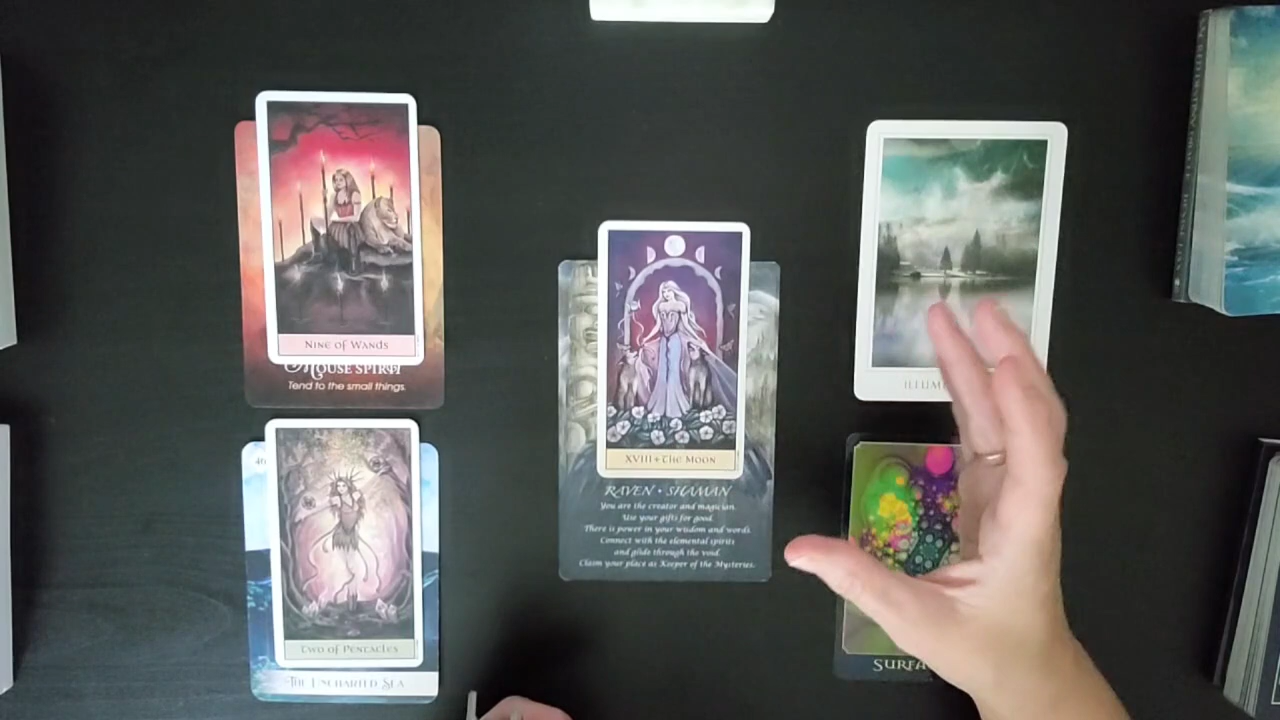 Nine of Wands
Mouse Spirit
Tend to the small things.
46
Two of Pentacles
The Uncharted Sea
XVIII The Moon
Raven • Shaman
You are the creator and magician.
Use your gifts for good.
There is power in your wisdom and words.
Connect with the elemental spirits
and glide through the void.
Claim your place as Keeper of the Mysteries.